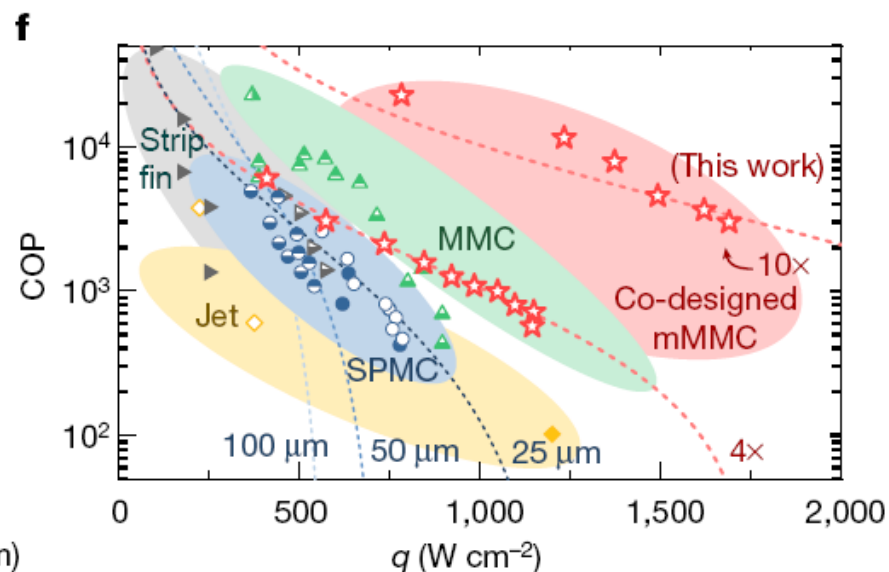 f
COP
10⁴
10³
10²
Strip
fin
(This work)
MMC
10×
Co-designed
mMMC
Jet
SPMC
100 μm
50 μm
25 μm
4×
0
500
1,000
1,500
2,000
m)
q (W cm⁻²)